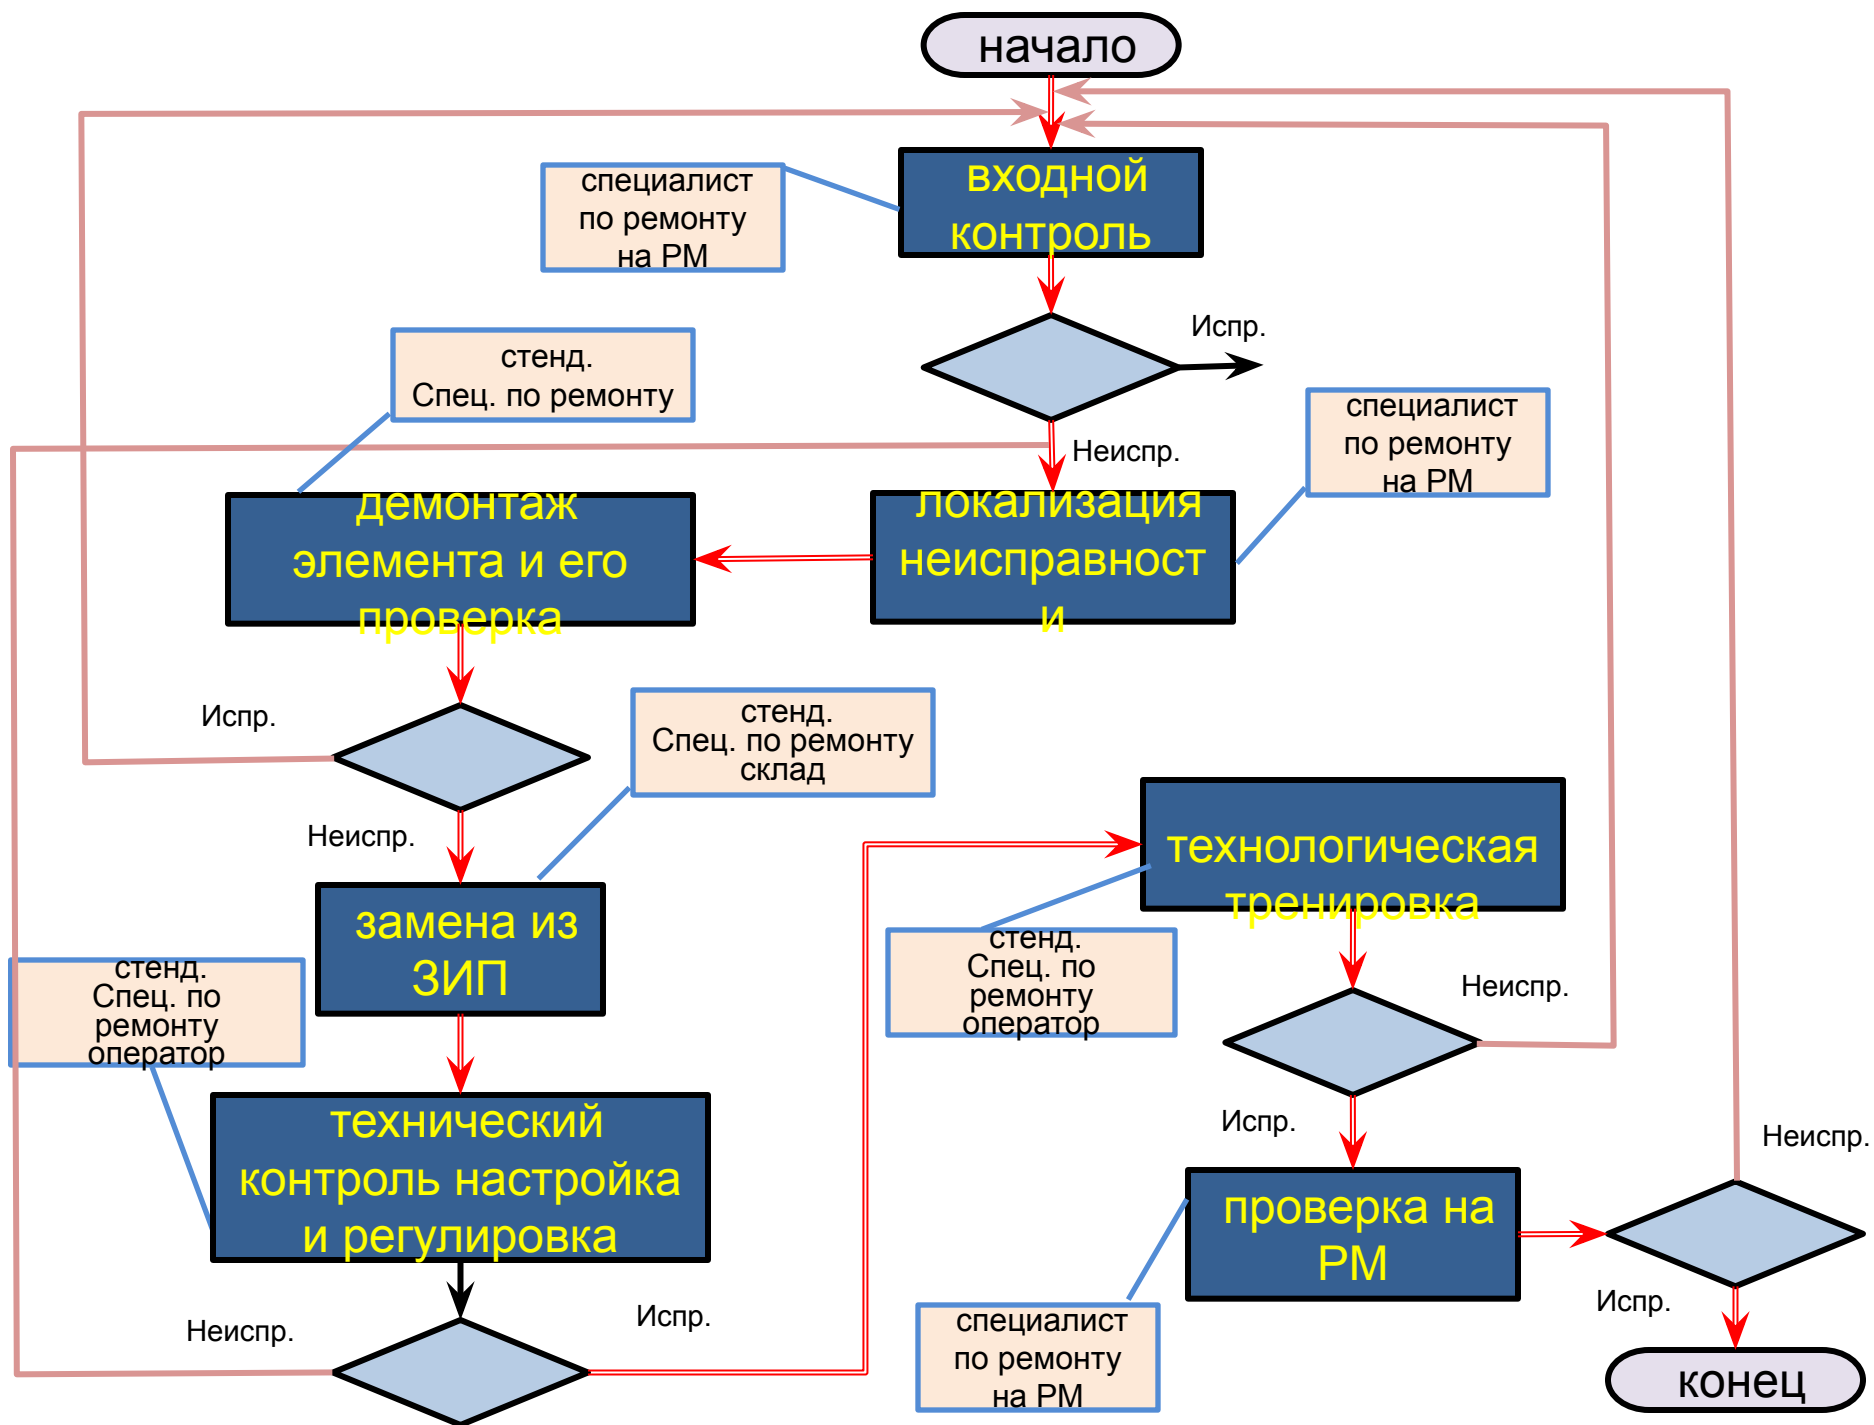 начало
входной
контроль
специалист
по ремонту
на РМ
Испр.
стенд.
Спец. по ремонту
Неиспр.
специалист
по ремонту
на РМ
демонтаж
элемента и его
проверка
локализация
неисправност
и
Испр.
стенд.
Спец. по ремонту
склад
Неиспр.
технологическая
тренировка
замена из
ЗИП
стенд.
Спец. по
ремонту
оператор
стенд.
Спец. по
ремонту
оператор
Неиспр.
технический
контроль настройка
и регулировка
Испр.
Неиспр.
проверка на
РМ
Испр.
Неиспр.
Испр.
специалист
по ремонту
на РМ
конец